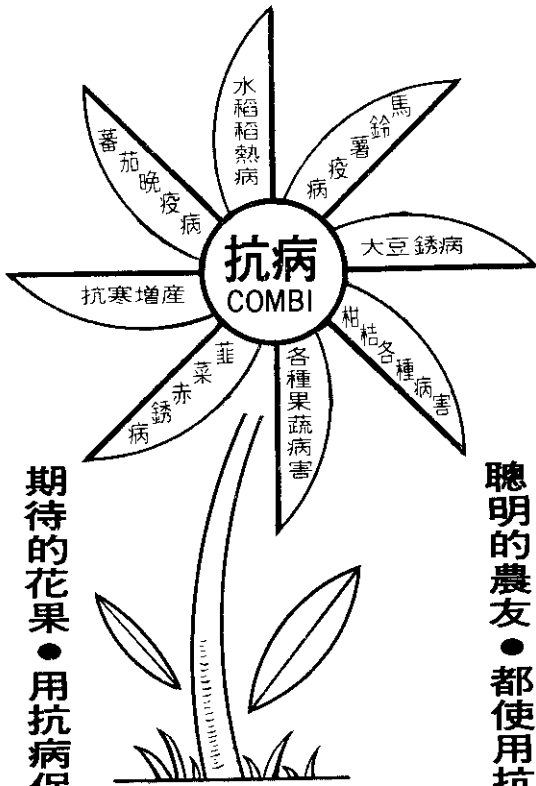 水稻稻熱病
馬鈴薯疫病
大豆銹病
柑桔各種病害
各種果蔬病害
韮菜赤銹病
抗寒增産
蕃茄晩疫病
抗病
COMBI
聰明的農友●都使用抗
期待的花果●用抗病保